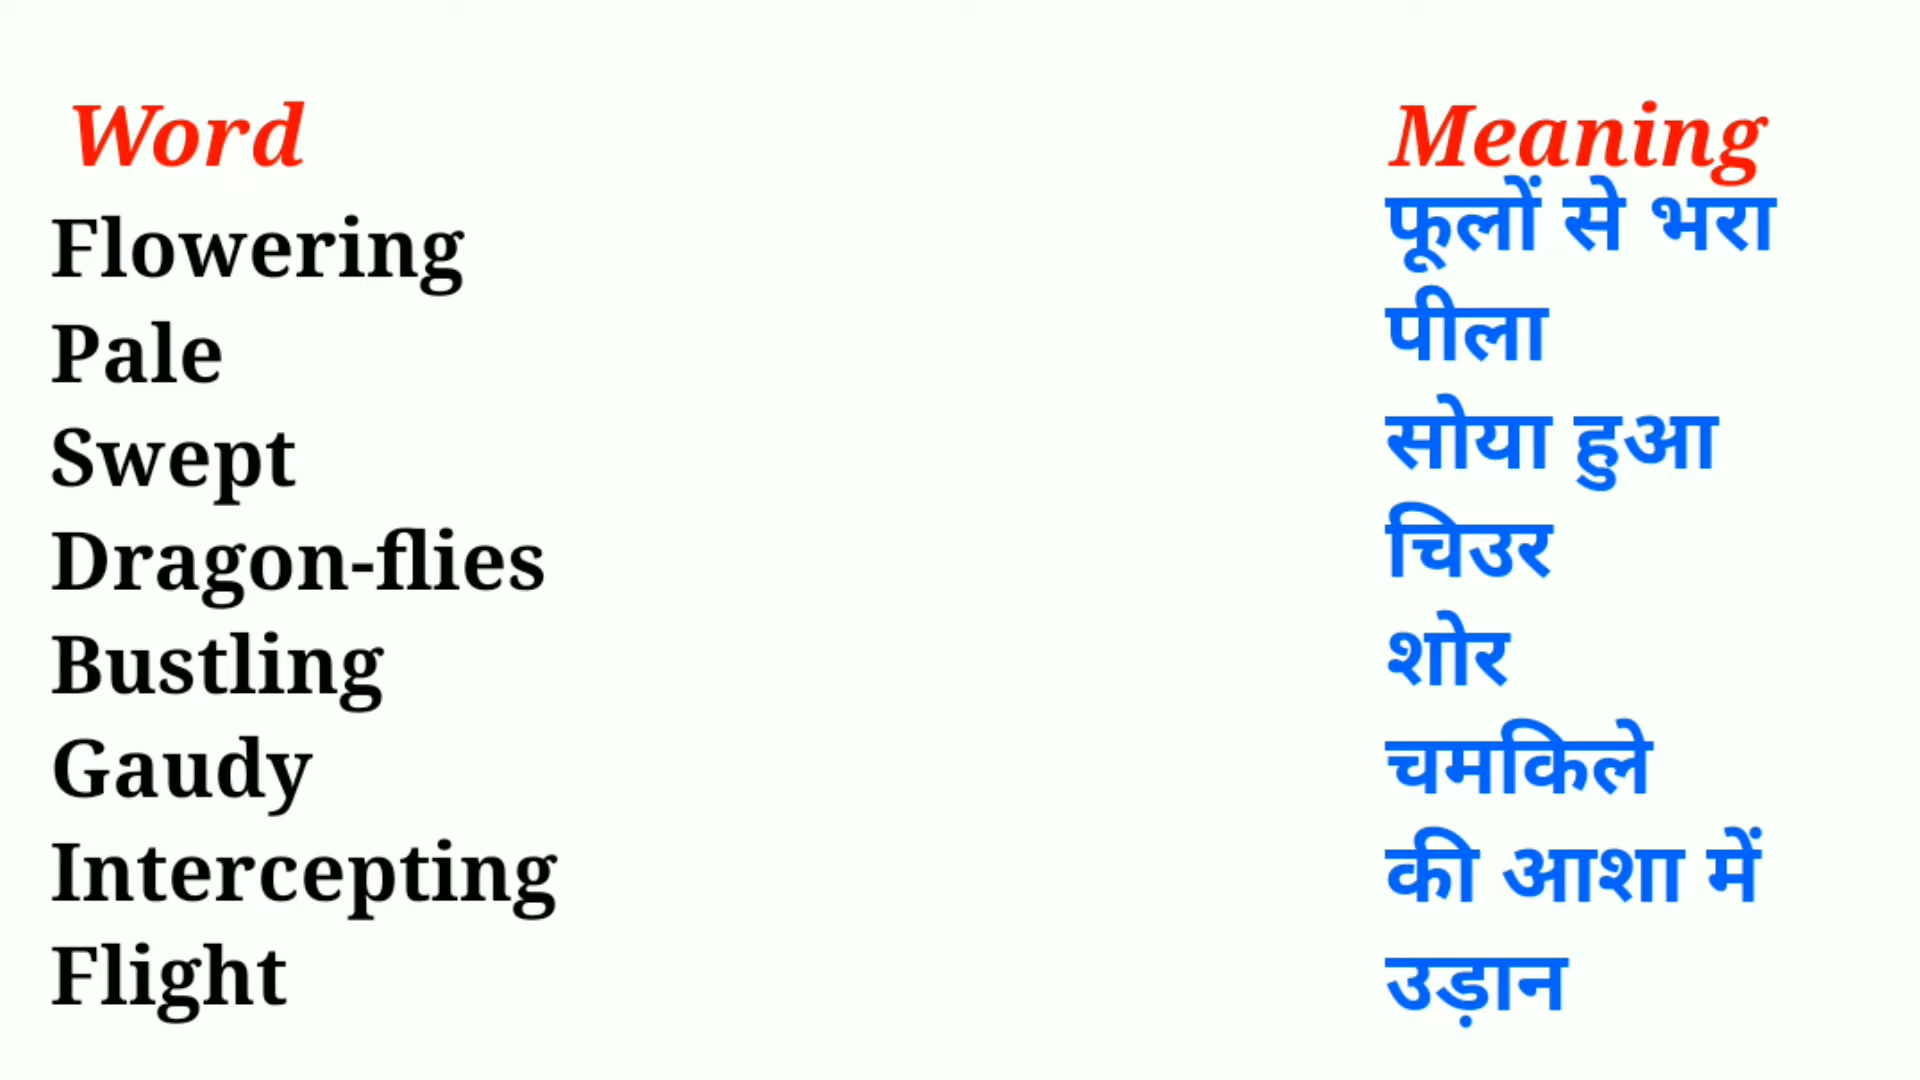 Word Meaning
Flowering फूलों से भरा
Pale पीला
Swept सोया हुआ
Dragon-flies चिउर
Bustling शोर
Gaudy चमकिले
Intercepting की आशा में
Flight उड़ान